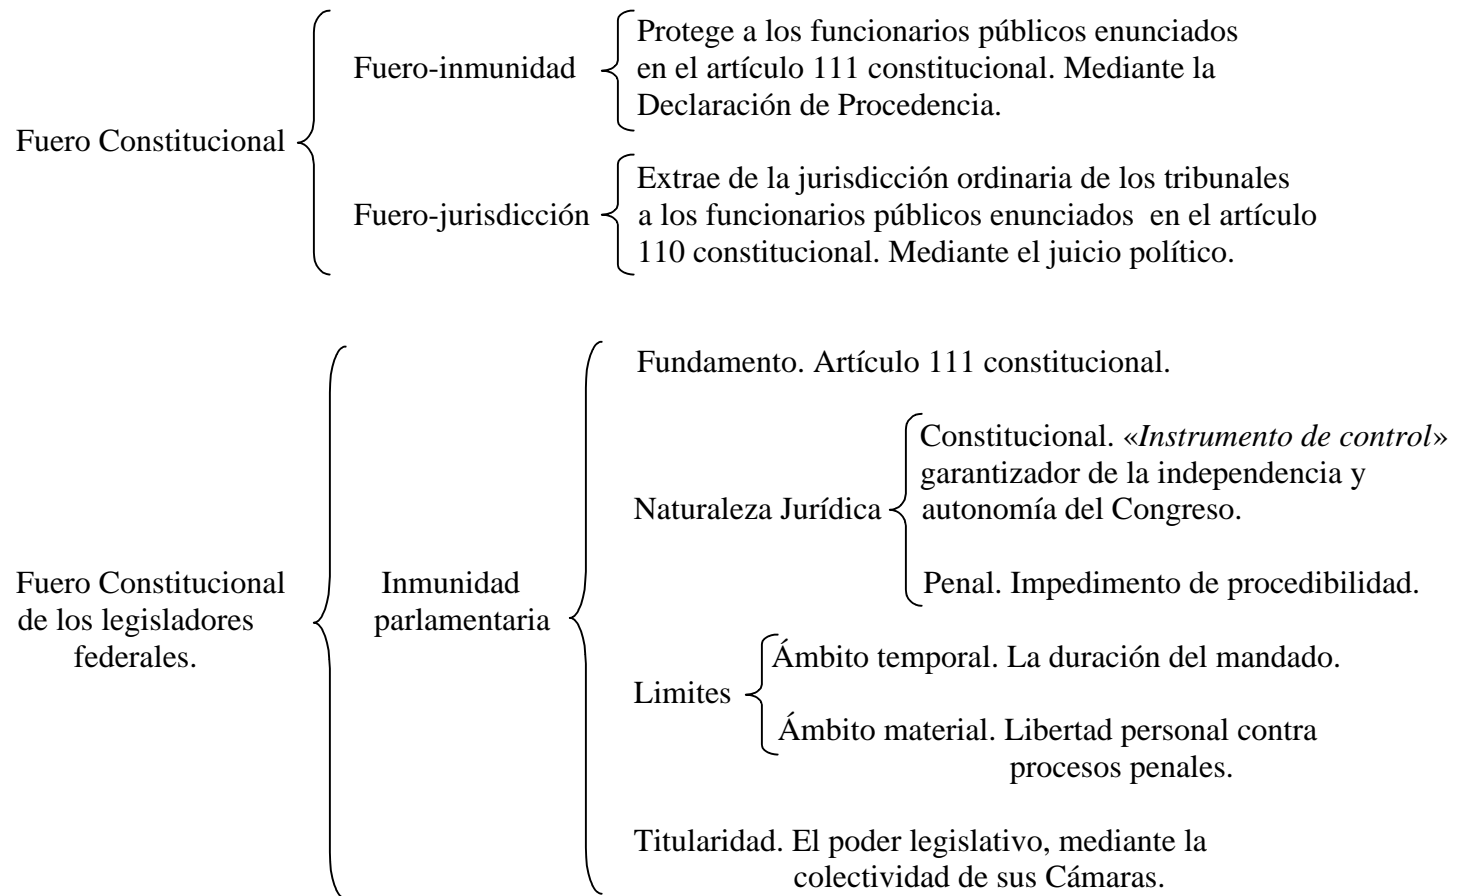 Fuero Constitucional
Fuero-inmunidad
Protege a los funcionarios públicos enunciados
en el artículo 111 constitucional. Mediante la
Declaración de Procedencia.
Fuero-jurisdicción
Extrae de la jurisdicción ordinaria de los tribunales
a los funcionarios públicos enunciados en el artículo
110 constitucional. Mediante el juicio político.
Fuero Constitucional
de los legisladores
federales.
Inmunidad
parlamentaria
Fundamento. Artículo 111 constitucional.
Naturaleza Jurídica
Constitucional. «Instrumento de control»
garantizador de la independencia y
autonomía del Congreso.
Penal. Impedimento de procedibilidad.
Limites
Ámbito temporal. La duración del mandado.
Ámbito material. Libertad personal contra
procesos penales.
Titularidad. El poder legislativo, mediante la
colectividad de sus Cámaras.